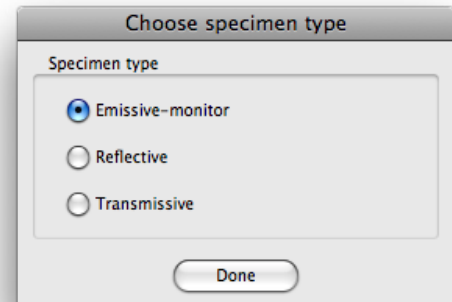 Choose specimen type
Specimen type
Emissive-monitor
Reflective
Transmissive
Done